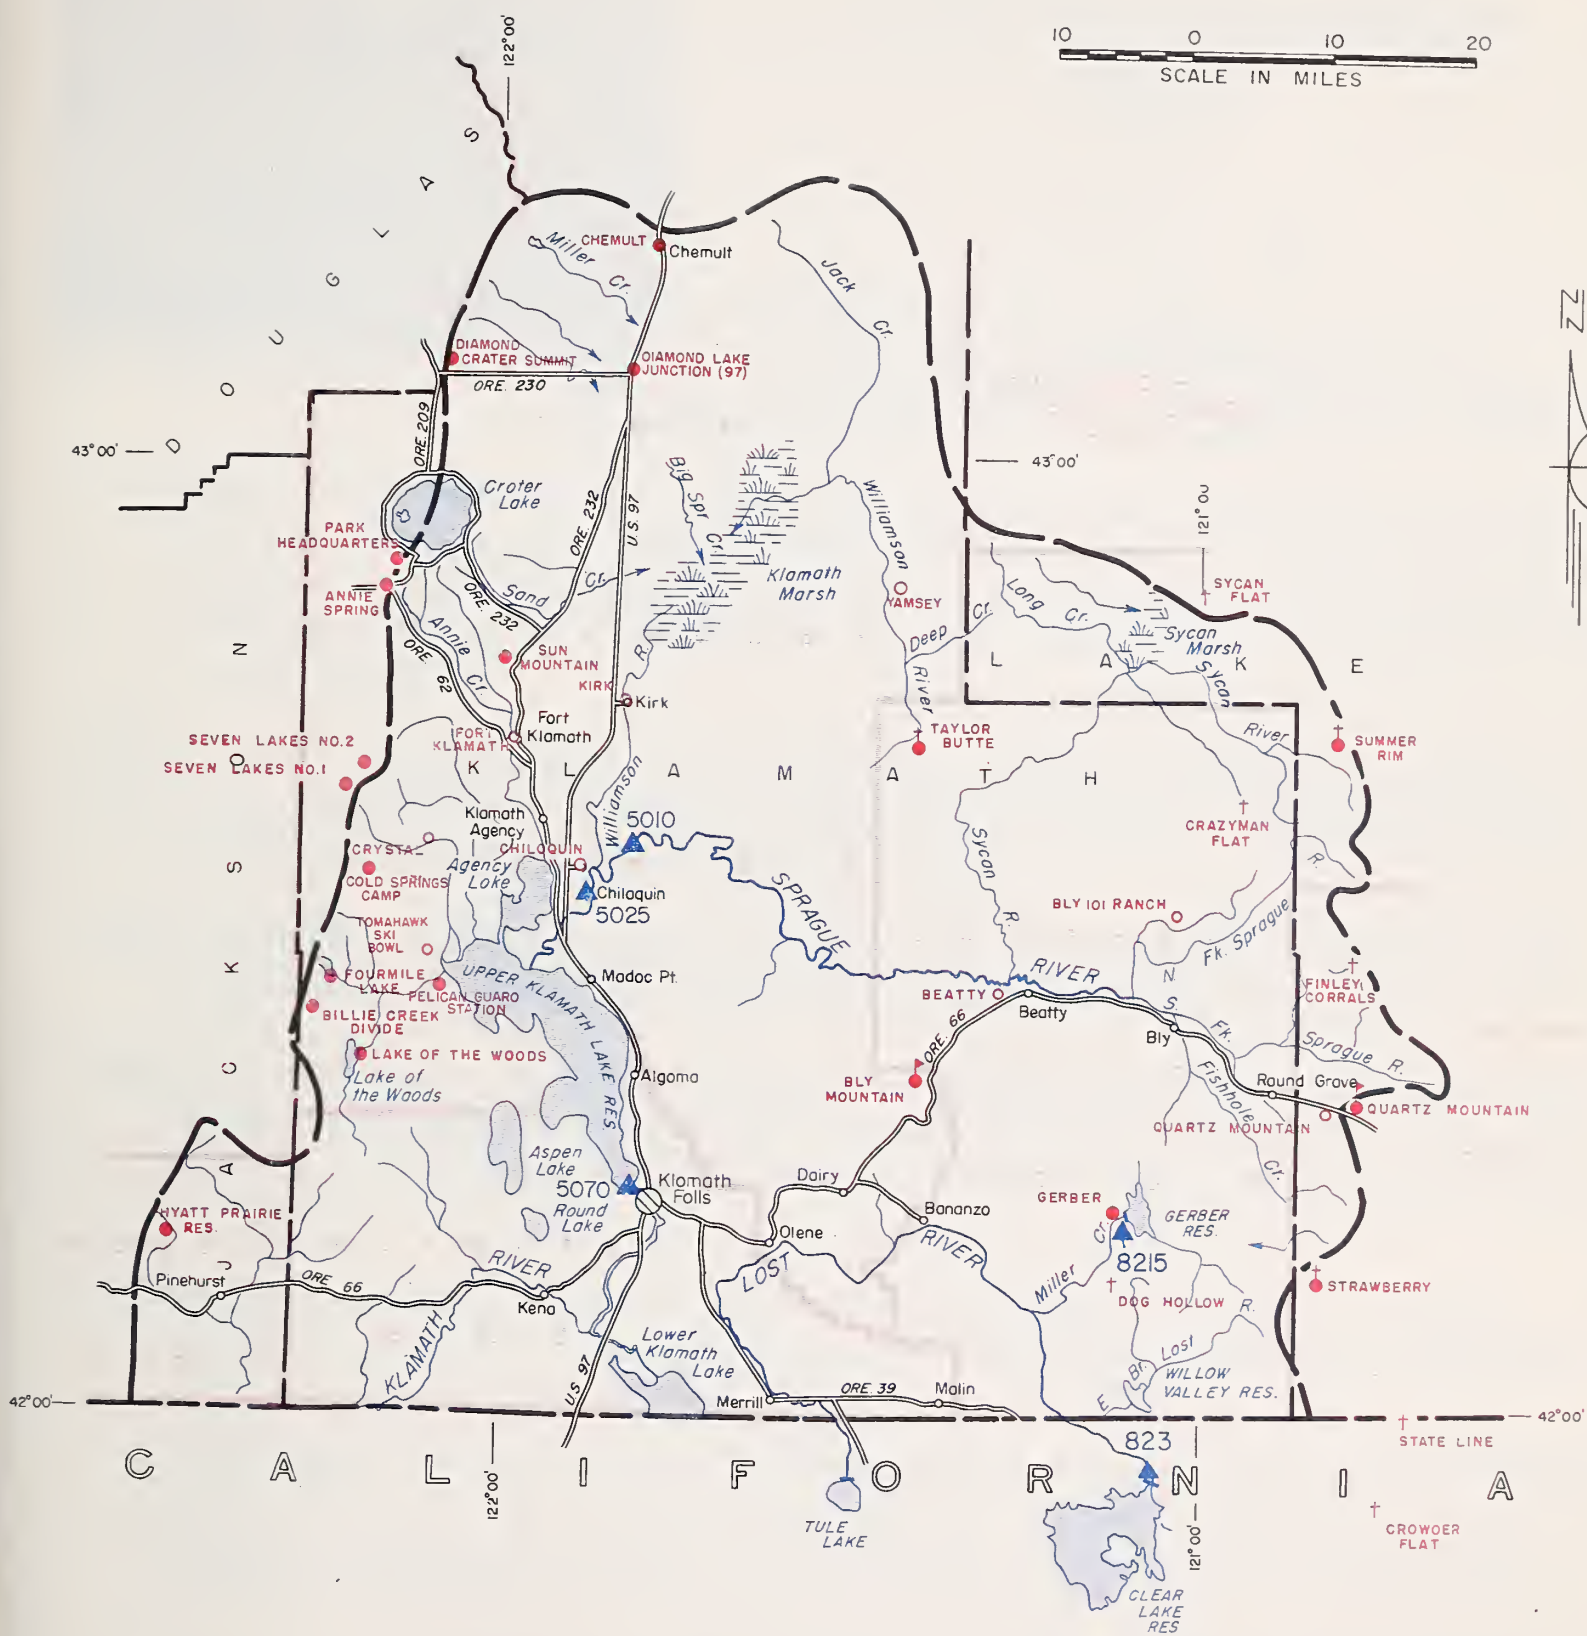 10 0 10 20
SCALE IN MILES
122°00'
DOUGLAS
CHEMULT
Chemult
Miller
Cr.
Jack
Cr.
DIAMOND
CRATER SUMMIT
OIAMOND LAKE
JUNCTION (97)
ORE. 230
ORE. 209
43°00'
43°00'
Big Spr
Cr.
Croter
Lake
ORE. 232
U.S. 97
Williamson
River
121°00
PARK
HEADQUARTERS
ANNIE
SPRING
Sand
Cr.
ORE. 232
Klamath
Marsh
YAMSEY
Long
Cr.
SYCAN
FLAT
Sycan
Marsh
Deep
Cr.
LAKE
Annie
Cr.
ORE
62
SUN
MOUNTAIN
R.
KIRK
Kirk
Sycan
River
Fort
Klamath
FORT
KLAMATH
TAYLOR
BUTTE
SUMMER
RIM
SEVEN LAKES NO.2
SEVEN LAKES NO.1
KLAMATH
JACKSON
Klamath
Agency
Williamson
5010
CRAZYMAN
FLAT
CRYSTAL
CHILOQUIN
Agency
Lake
COLD SPRINGS
CAMP
Chiloquin
5025
SPRAGUE
RIVER
Sycan
R.
R.
BLY 101 RANCH
N
Fk. Sprague
TOMAHAWK
SKI
BOWL
FOURMILE
LAKE
PELICAN GUARD
STATION
UPPER KLAMATH LAKE RES.
Madoc Pt.
BEATTY
Beatty
FINLEY
CORRALS
BILLIE CREEK
DIVIDE
LAKE OF THE WOODS
Lake of
the Woods
Algoma
ORE. 66
BLY
MOUNTAIN
Bly
S.
Fk.
Sprague R.
Fishhole
Cr.
Round Grove
QUARTZ MOUNTAIN
QUARTZ MOUNTAIN
Aspen
Lake
5070
Round
Lake
Klamath
Falls
Dairy
Bonanzo
Olene
LOST
RIVER
GERBER
Cr.
Miller
GERBER
RES.
8215
DOG HOLLOW
STRAWBERRY
HYATT PRAIRIE
RES.
Pinehurst
ORE 66
RIVER
KLAMATH
Keno
U.S. 97
Lower
Klamath
Lake
Merrill
ORE. 39
Malin
E. Br. Lost
R.
WILLOW
VALLEY RES.
42°00'
42°00'
STATE LINE
CALIFORNIA
122°00'
823
121°00'
TULE
LAKE
CLEAR
LAKE
RES
CROWDER
FLAT